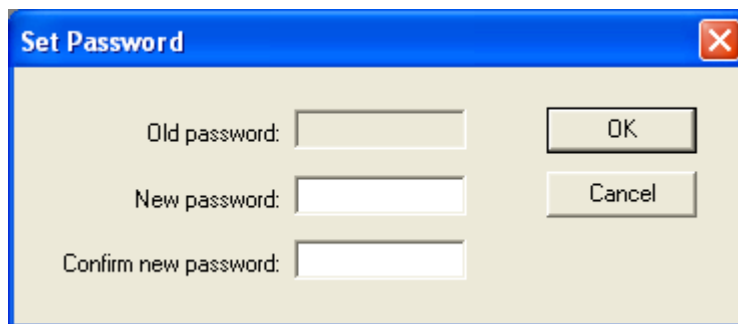 Set Password
Old password:
OK
New password:
Cancel
Confirm new password: